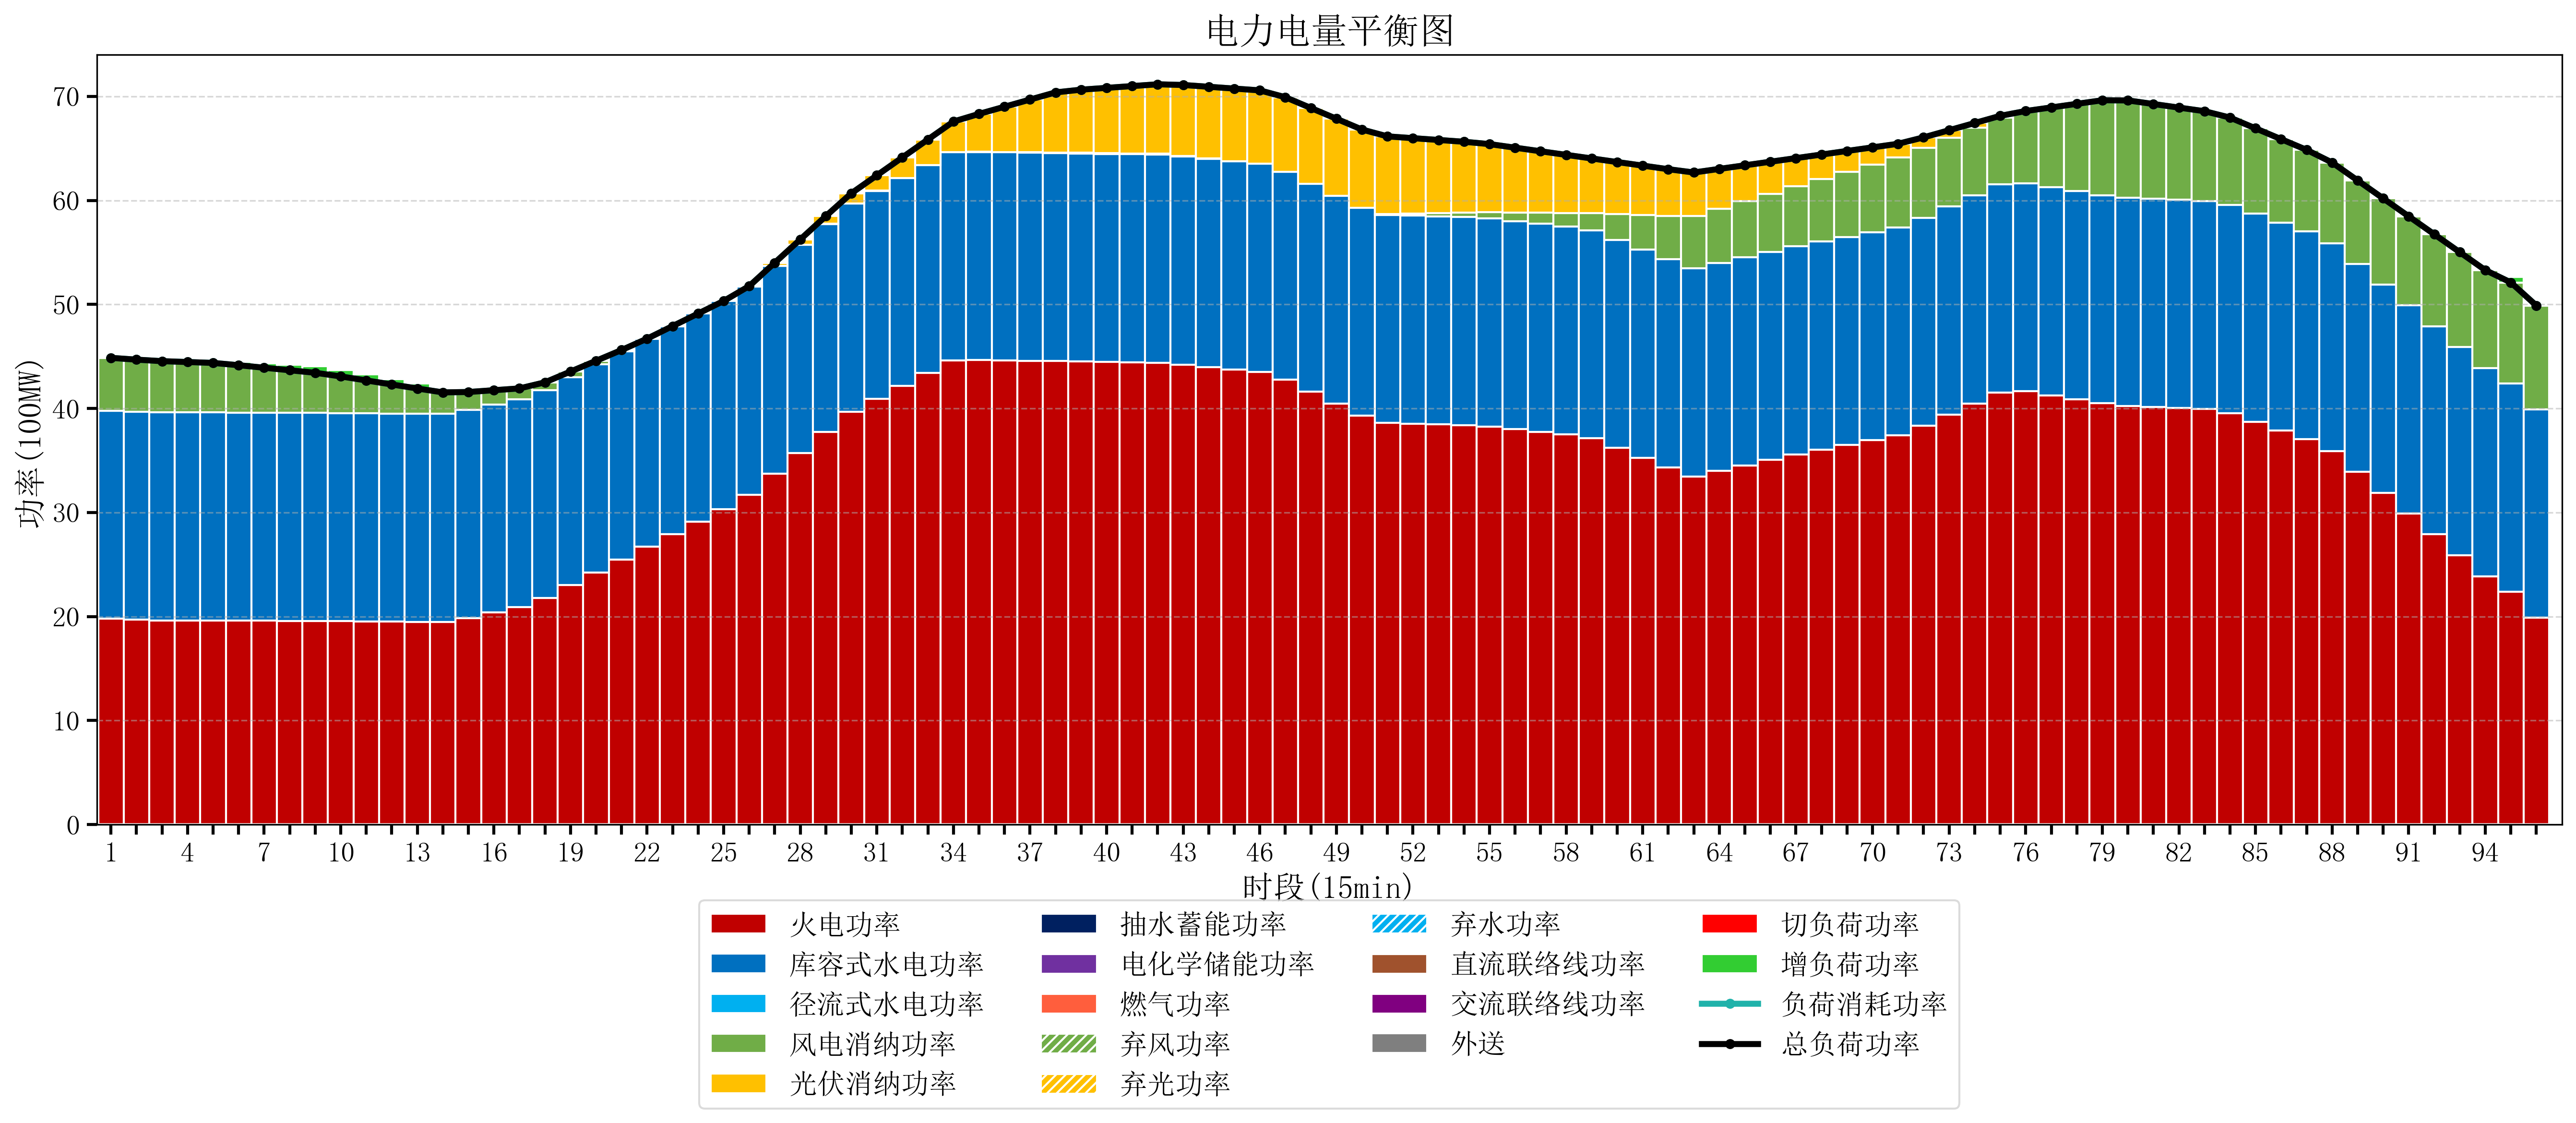 电力电量平衡图
功率(100MW)
70
60
50
40
30
20
10
0
1 4 7 10 13 16 19 22 25 28 31 34 37 40 43 46 49 52 55 58 61 64 67 70 73 76 79 82 85 88 91 94
时段(15min)
火电功率 抽水蓄能功率 弃水功率 切负荷功率
库容式水电功率 电化学储能功率 直流联络线功率 增负荷功率
径流式水电功率 燃气功率 交流联络线功率 负荷消耗功率
风电消纳功率 弃风功率 外送 总负荷功率
光伏消纳功率 弃光功率